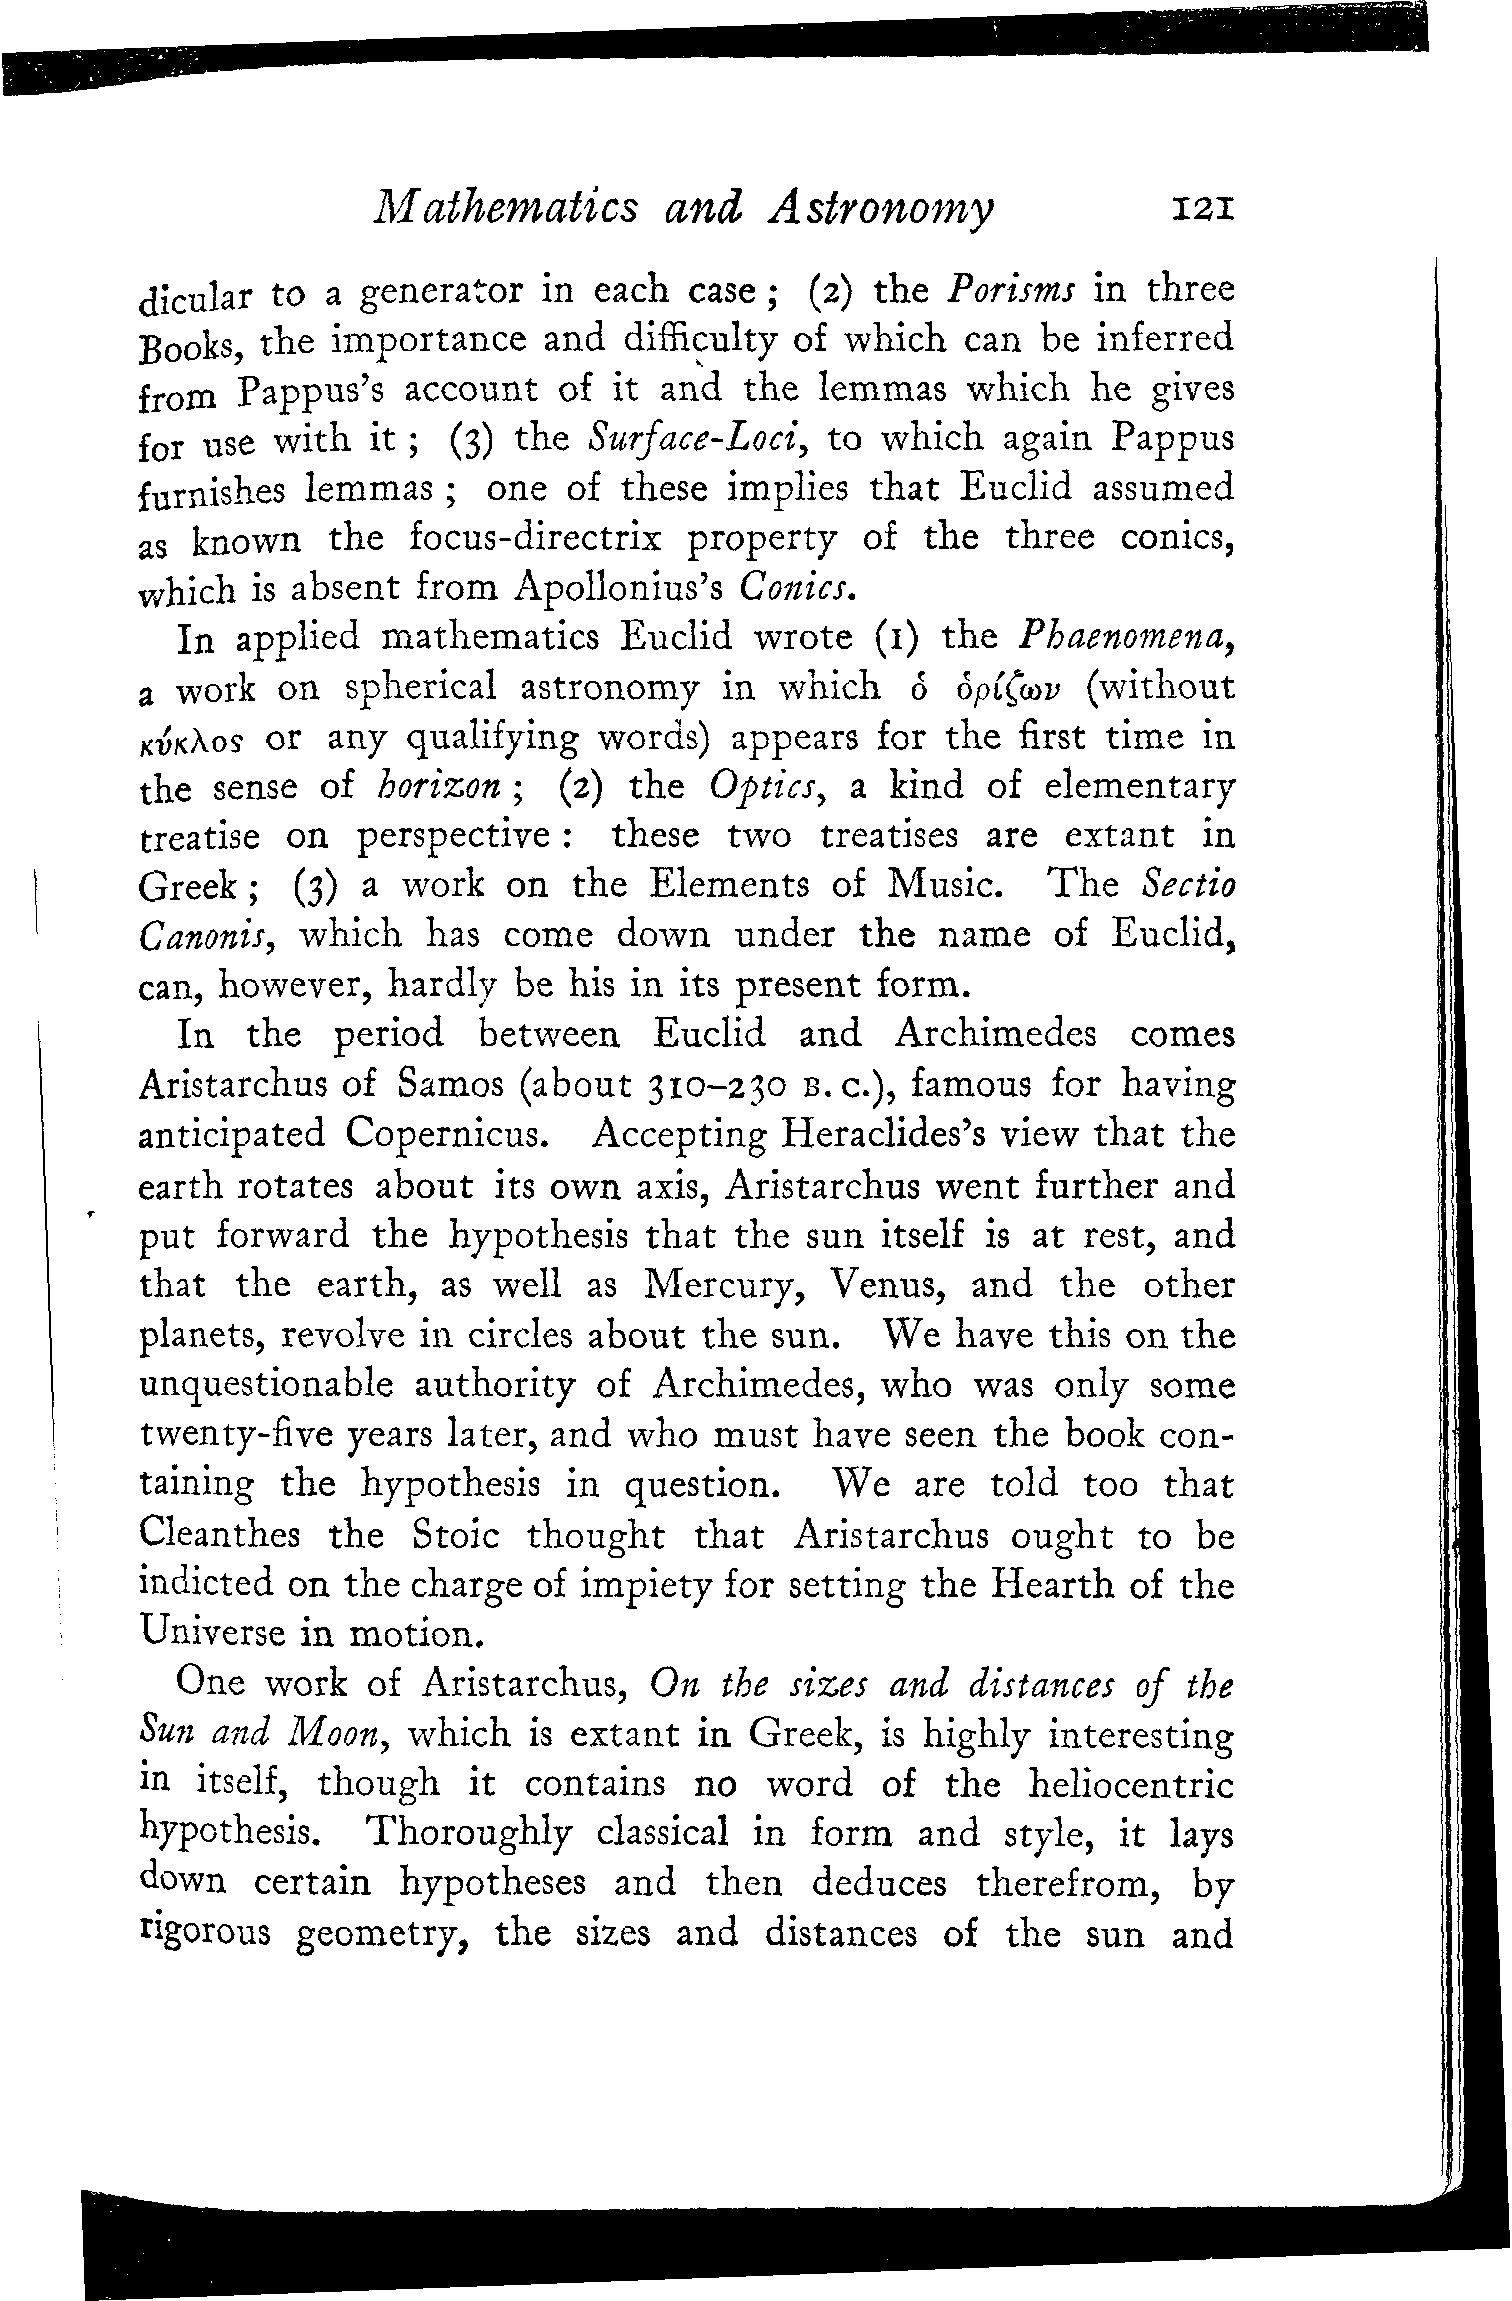 Mathematics and Astronomy 121
dicular to a generator in each case ; (2) the Porisms in three
Books, the importance and difficulty of which can be inferred
from Pappus's account of it and the lemmas which he gives
for use with it ; (3) the Surface-Loci, to which again Pappus
furnishes lemmas ; one of these implies that Euclid assumed
as known the focus-directrix property of the three conics,
which is absent from Apollonius's Conics.
In applied mathematics Euclid wrote (1) the Phaenomena,
a work on spherical astronomy in which ὁ ὁρίζων (without
κύκλος or any qualifying words) appears for the first time in
the sense of horizon ; (2) the Optics, a kind of elementary
treatise on perspective : these two treatises are extant in
Greek ; (3) a work on the Elements of Music. The Sectio
Canonis, which has come down under the name of Euclid,
can, however, hardly be his in its present form.
In the period between Euclid and Archimedes comes
Aristarchus of Samos (about 310–230 B. C.), famous for having
anticipated Copernicus. Accepting Heraclides's view that the
earth rotates about its own axis, Aristarchus went further and
put forward the hypothesis that the sun itself is at rest, and
that the earth, as well as Mercury, Venus, and the other
planets, revolve in circles about the sun. We have this on the
unquestionable authority of Archimedes, who was only some
twenty-five years later, and who must have seen the book con-
taining the hypothesis in question. We are told too that
Cleanthes the Stoic thought that Aristarchus ought to be
indicted on the charge of impiety for setting the Hearth of the
Universe in motion.
One work of Aristarchus, On the sizes and distances of the
Sun and Moon, which is extant in Greek, is highly interesting
in itself, though it contains no word of the heliocentric
hypothesis. Thoroughly classical in form and style, it lays
down certain hypotheses and then deduces therefrom, by
rigorous geometry, the sizes and distances of the sun and